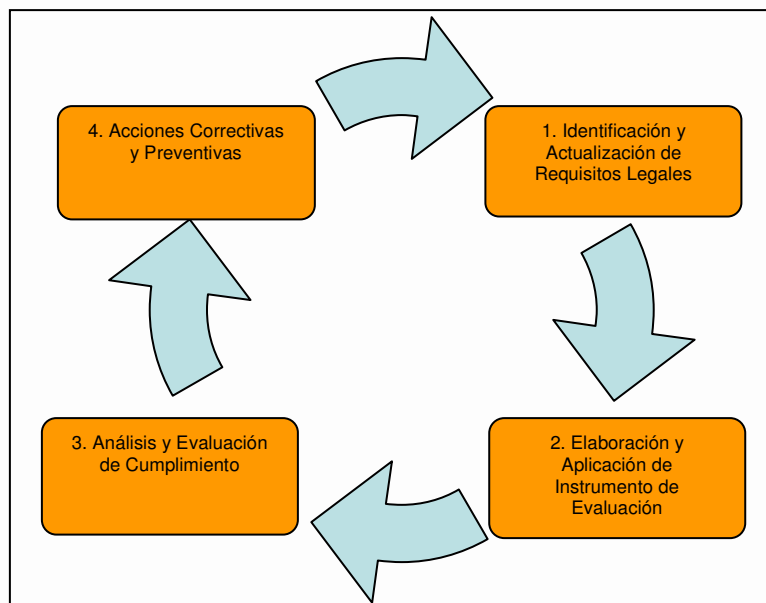 4. Acciones Correctivas
y Preventivas
1. Identificación y
Actualización de
Requisitos Legales
3. Análisis y Evaluación
de Cumplimiento
2. Elaboración y
Aplicación de
Instrumento de
Evaluación